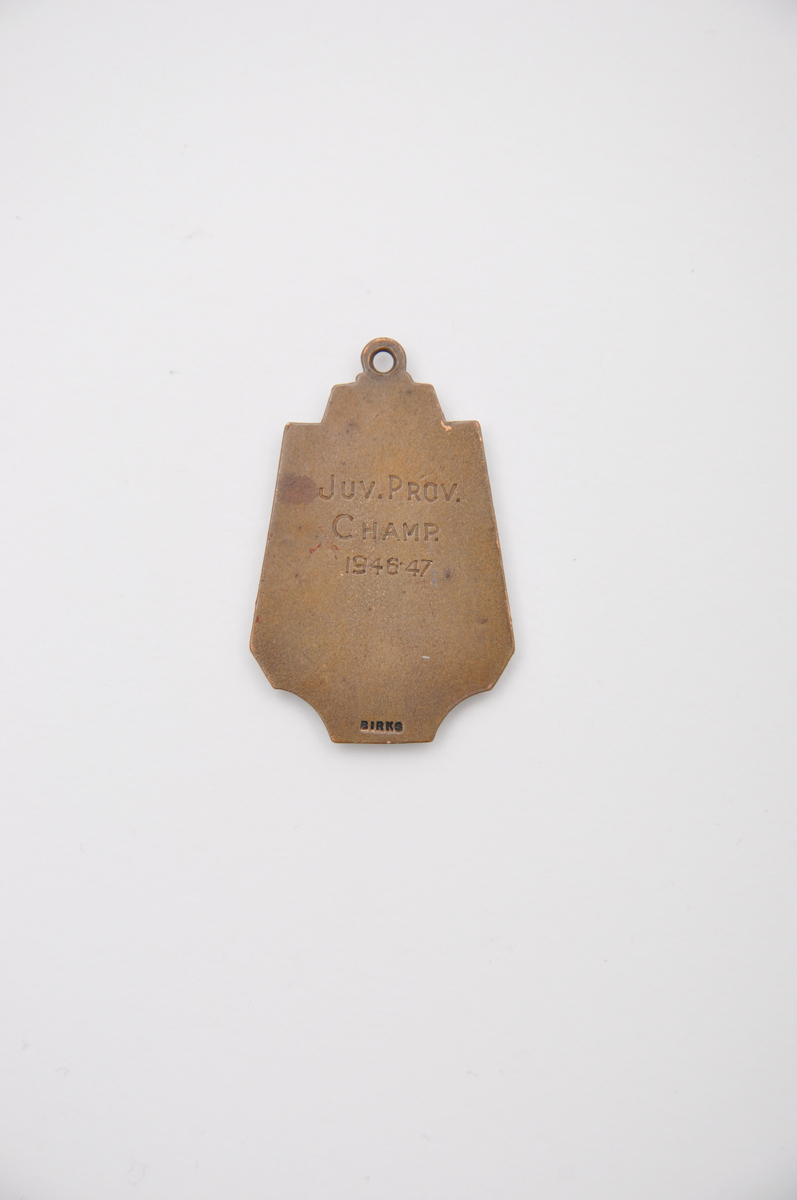 JUV. PROV.
CHAMP.
1946-47
BIRKS